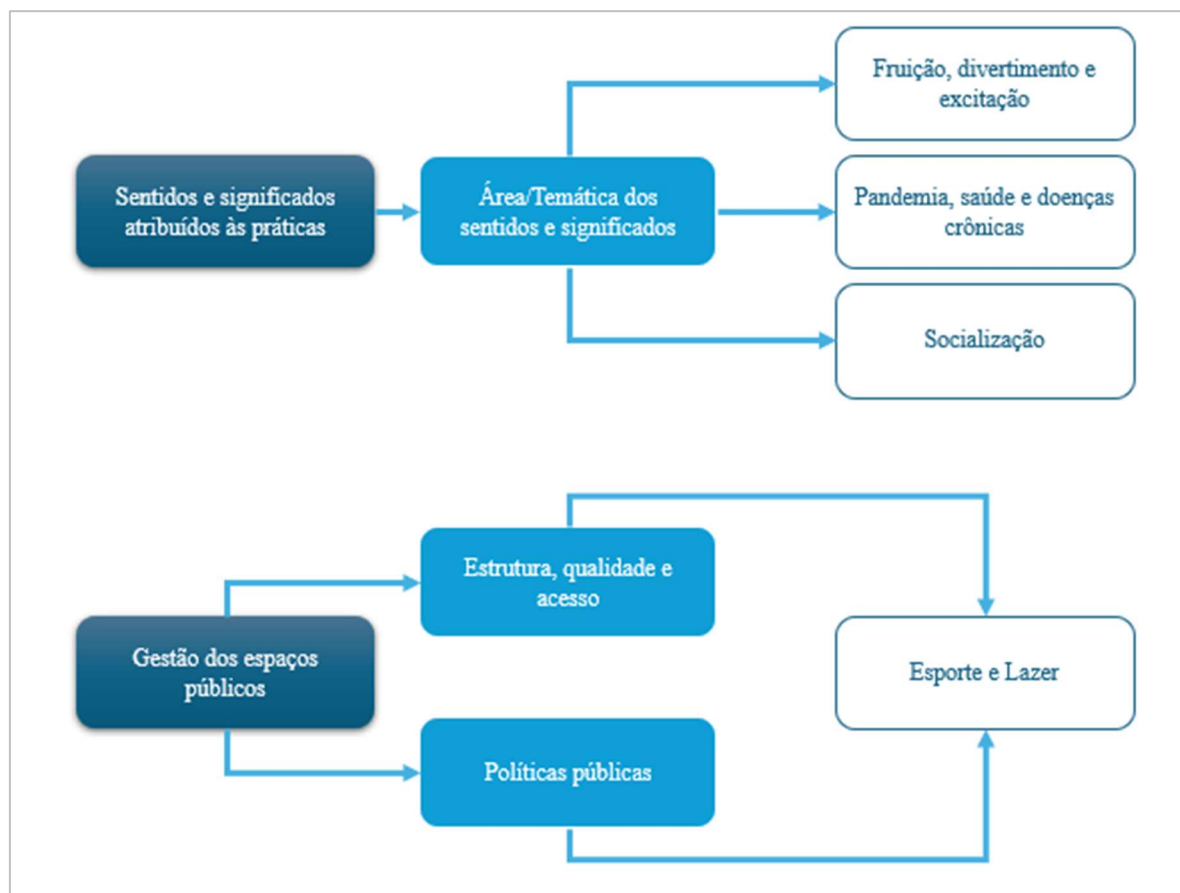 Fruição, divertimento e
excitação
Sentidos e significados
atribuídos às práticas
Área/Temática dos
sentidos e significados
Pandemia, saúde e doenças
crônicas
Socialização
Estrutura, qualidade e
acesso
Gestão dos espaços
públicos
Esporte e Lazer
Políticas públicas